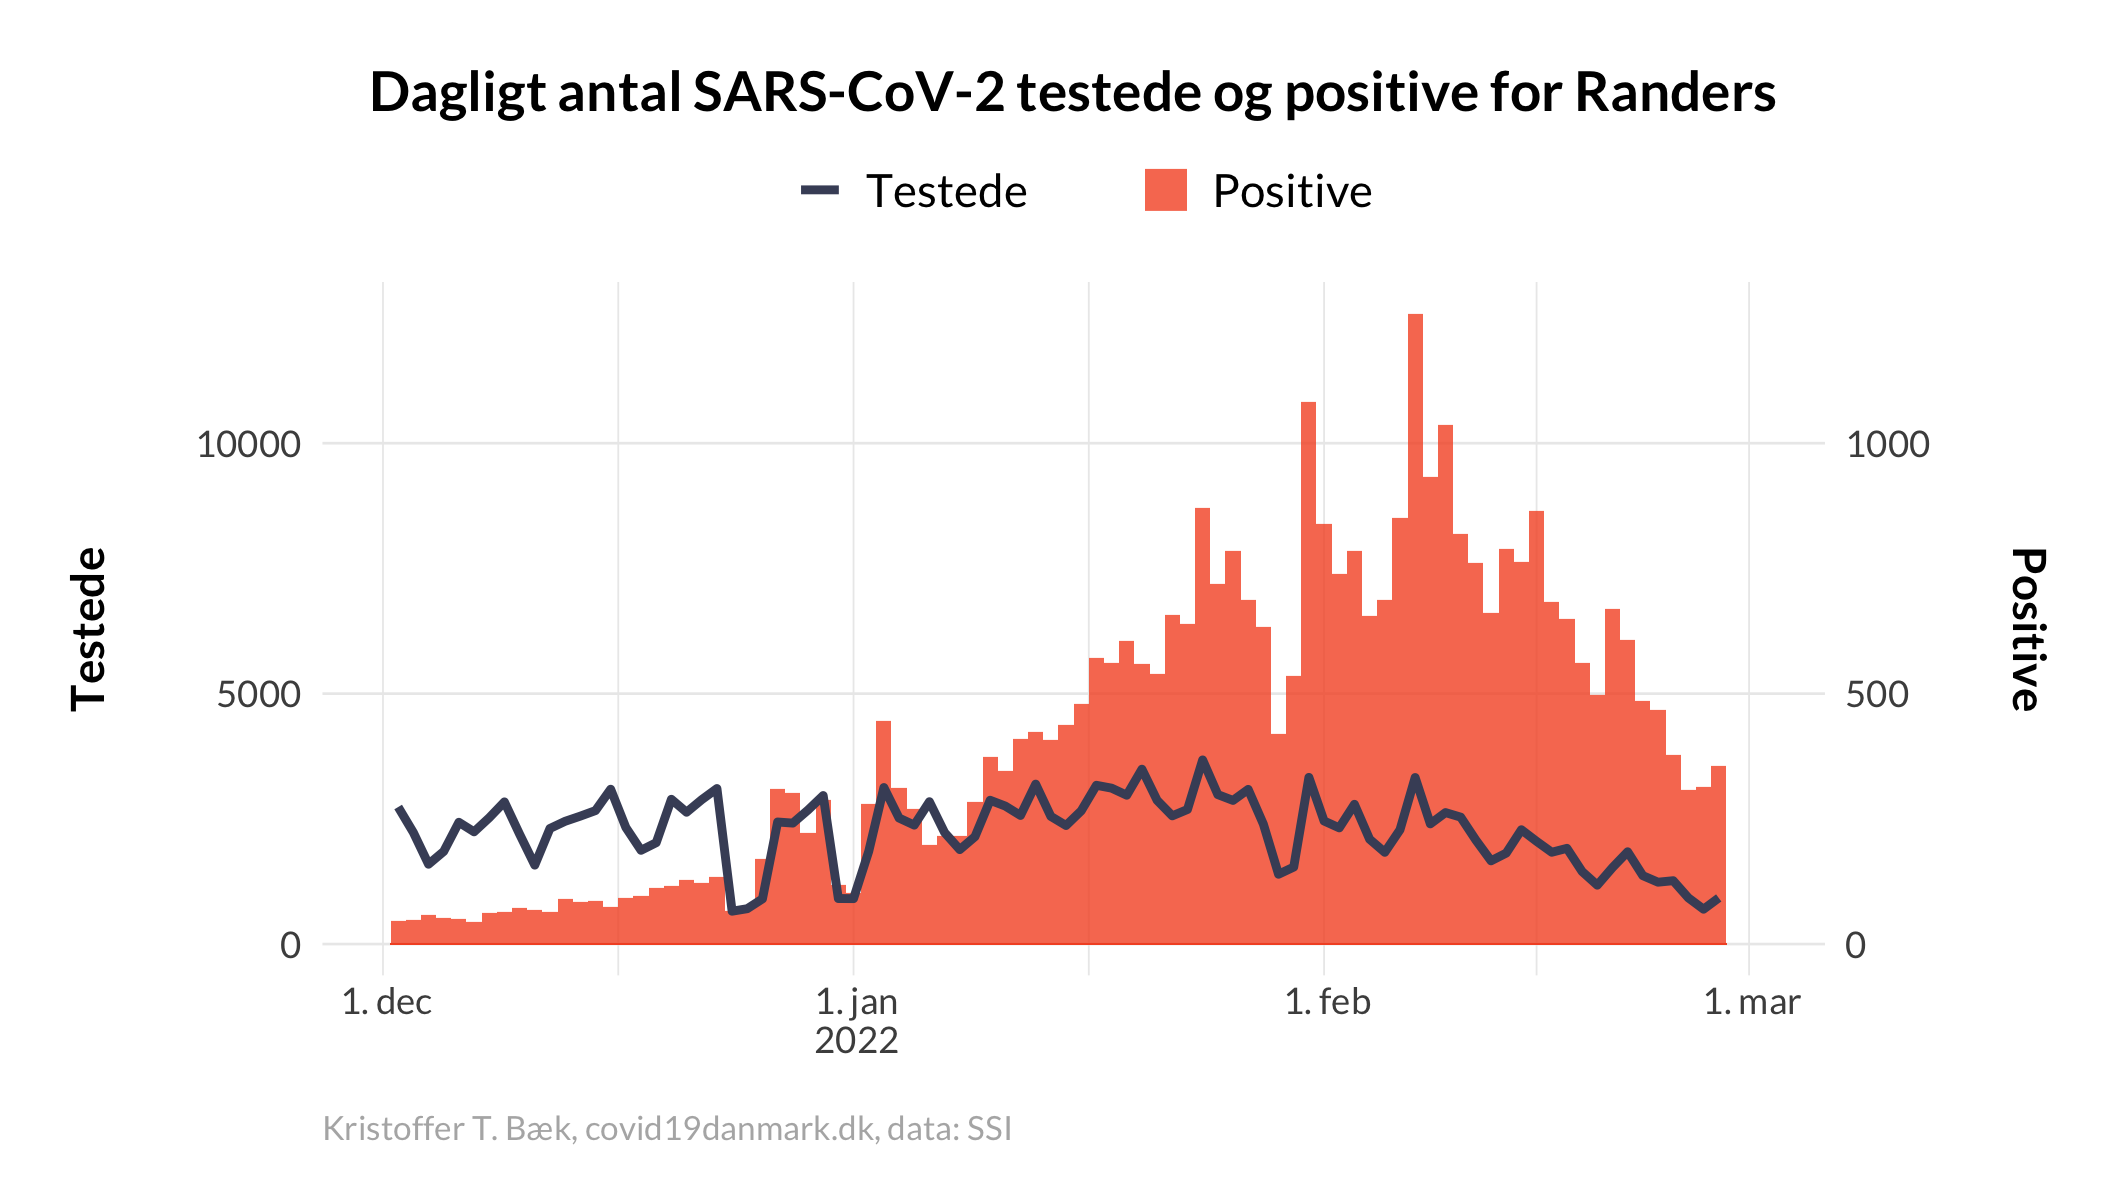 Dagligt antal SARS-CoV-2 testede og positive for Randers
Testede
Positive
10000
5000
0
1000
500
0
Testede
Positive
1. dec
1. jan
2022
1. feb
1. mar
Kristoffer T. Bæk, covid19danmark.dk, data: SSI